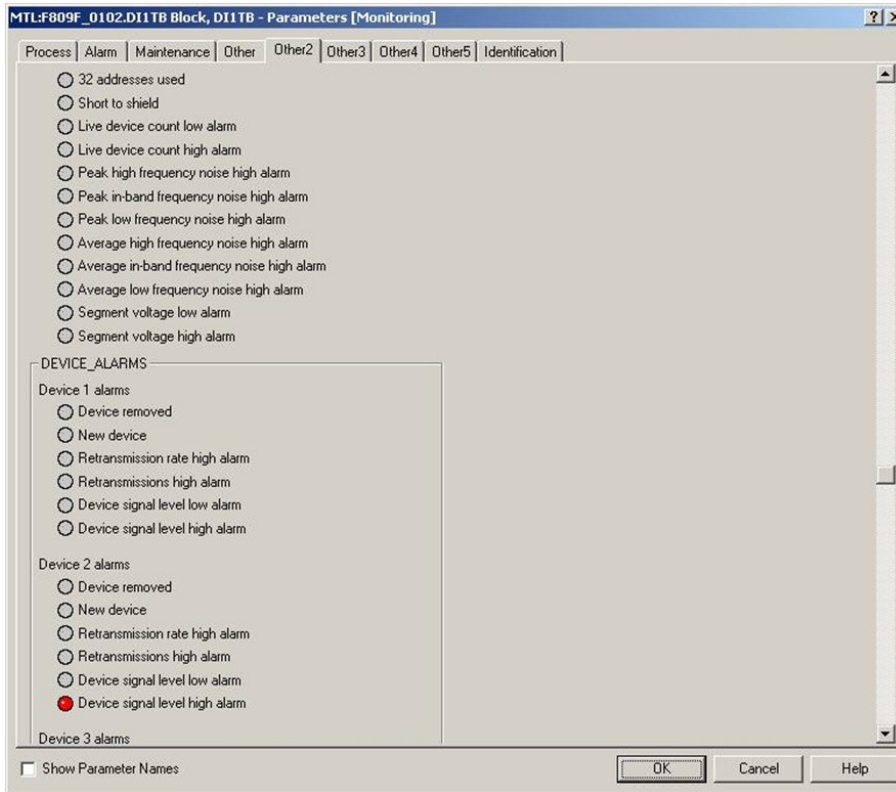 MTL:F809F_0102.DI1TB Block, DI1TB - Parameters [Monitoring]
Process Alarm Maintenance Other Other2 Other3 Other4 Other5 Identification
32 addresses used
Short to shield
Live device count low alarm
Live device count high alarm
Peak high frequency noise high alarm
Peak in-band frequency noise high alarm
Peak low frequency noise high alarm
Average high frequency noise high alarm
Average in-band frequency noise high alarm
Average low frequency noise high alarm
Segment voltage low alarm
Segment voltage high alarm
DEVICE_ALARMS
Device 1 alarms
Device removed
New device
Retransmission rate high alarm
Retransmissions high alarm
Device signal level low alarm
Device signal level high alarm
Device 2 alarms
Device removed
New device
Retransmission rate high alarm
Retransmissions high alarm
Device signal level low alarm
Device signal level high alarm
Device 3 alarms
Show Parameter Names
OK Cancel Help